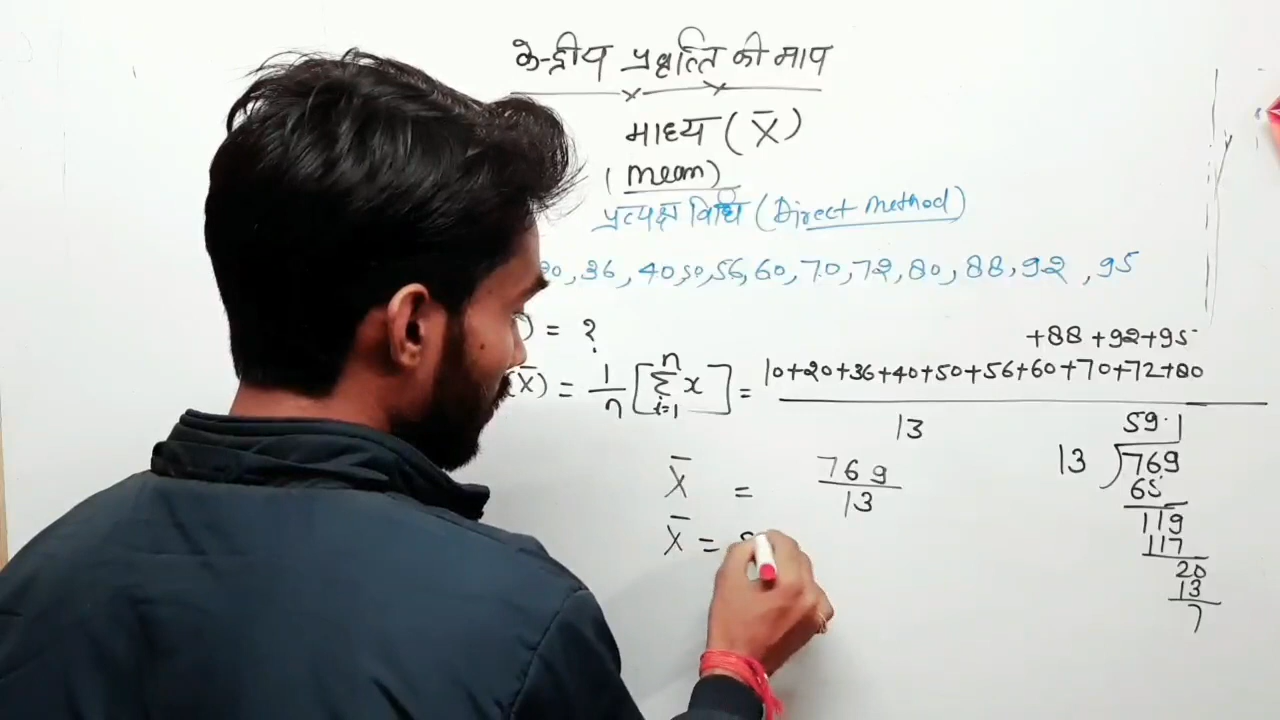 केन्द्रीय प्रवृत्ति की माप
माध्य ( X̄ )
( mean )
प्रत्यक्ष विधि ( Direct method )
36, 40, 50, 56, 60, 70, 72, 80, 88, 92, 95
) = ?
+88 +92+95
(X̄) = 1/n [ n Σ i=1 x ] = 10+20+36+40+50+56+60+70+72+80
13
59.1
X̄ = 769/13
13 ) 769
65
119
117
X̄ =
20
13
7